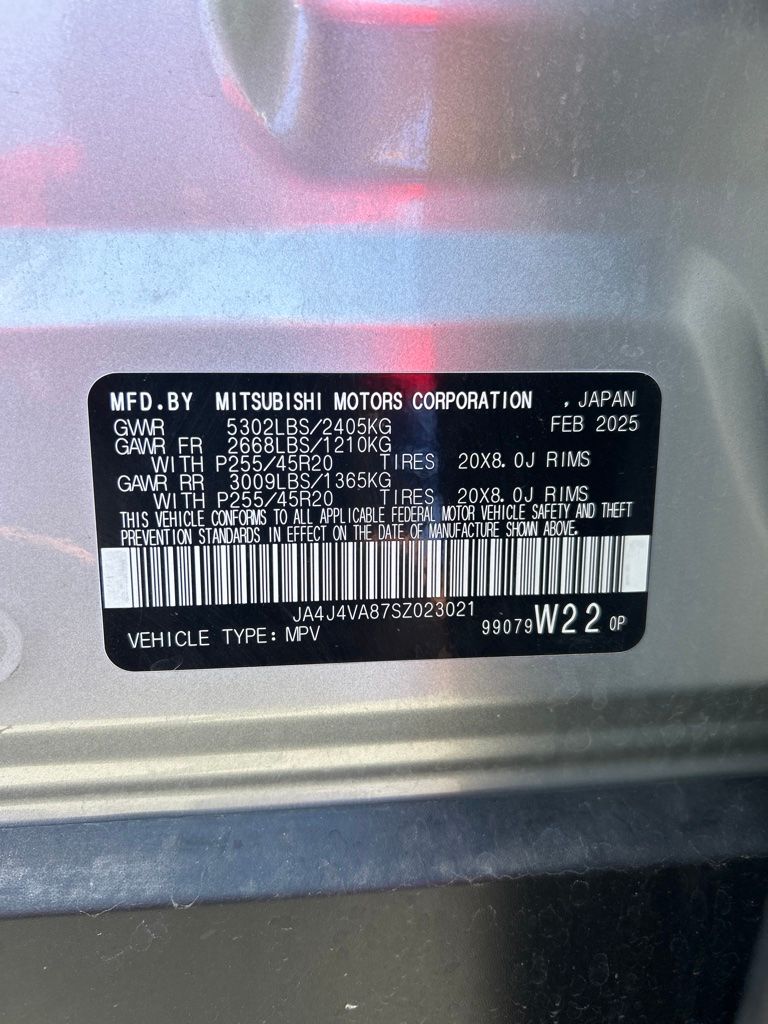 MFD.BY MITSUBISHI MOTORS CORPORATION , JAPAN
GVWR 5302LBS/2405KG FEB 2025
GAWR FR 2668LBS/1210KG
WITH P255/45R20 TIRES 20X8.0J RIMS
GAWR RR 3009LBS/1365KG
WITH P255/45R20 TIRES 20X8.0J RIMS
THIS VEHICLE CONFORMS TO ALL APPLICABLE FEDERAL MOTOR VEHICLE SAFETY AND THEFT
PREVENTION STANDARDS IN EFFECT ON THE DATE OF MANUFACTURE SHOWN ABOVE.
JA4J4VA87SZ023021
VEHICLE TYPE: MPV 99079 W22 0P